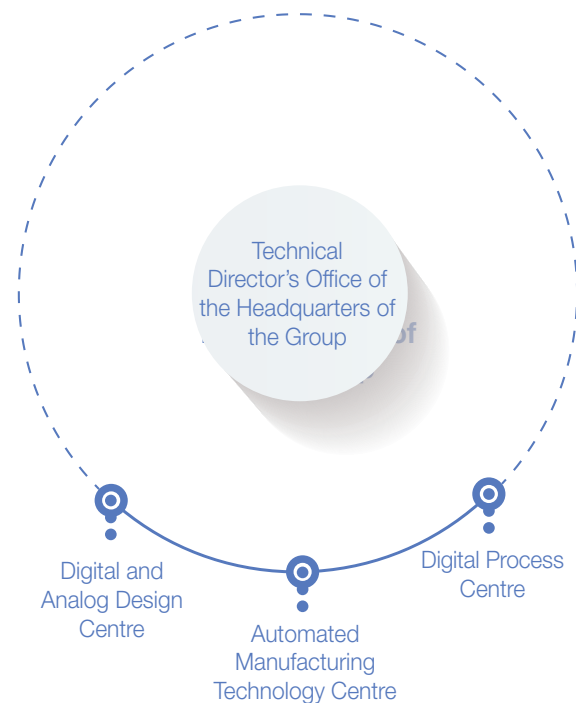 Technical
Director’s Office of
the Headquarters of
the Group
Digital and
Analog Design
Centre
Automated
Manufacturing
Technology Centre
Digital Process
Centre